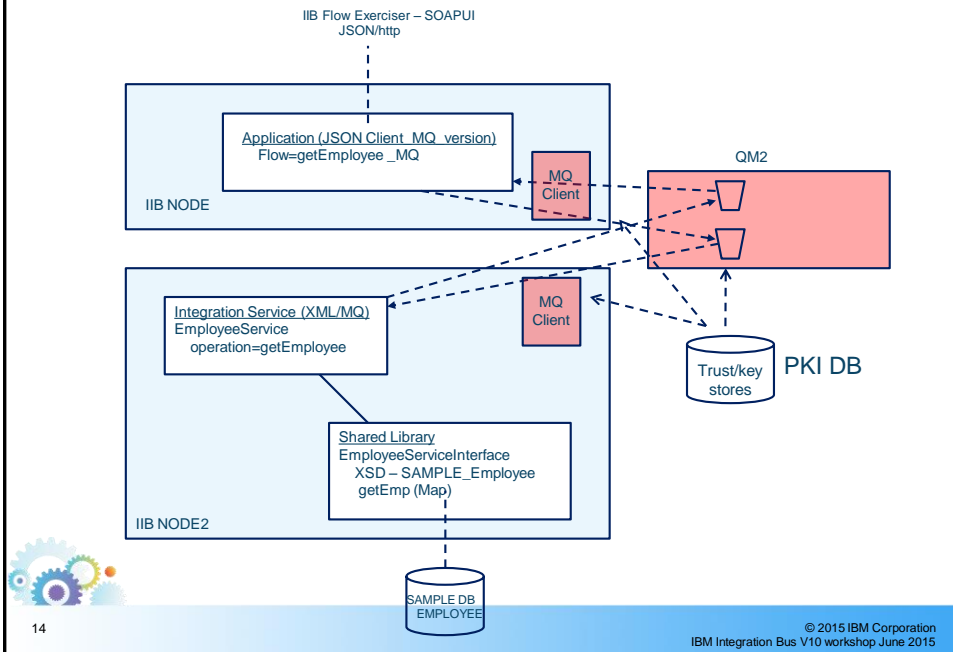 IIB Flow Exerciser – SOAPUI
JSON/http
Application (JSON Client_MQ_version)
Flow=getEmployee _MQ
MQ
Client
IIB NODE
QM2
Integration Service (XML/MQ)
EmployeeService
operation=getEmployee
MQ
Client
Trust/key
stores
PKI DB
Shared Library
EmployeeServiceInterface
XSD – SAMPLE_Employee
getEmp (Map)
IIB NODE2
SAMPLE DB
EMPLOYEE
14
© 2015 IBM Corporation
IBM Integration Bus V10 workshop June 2015